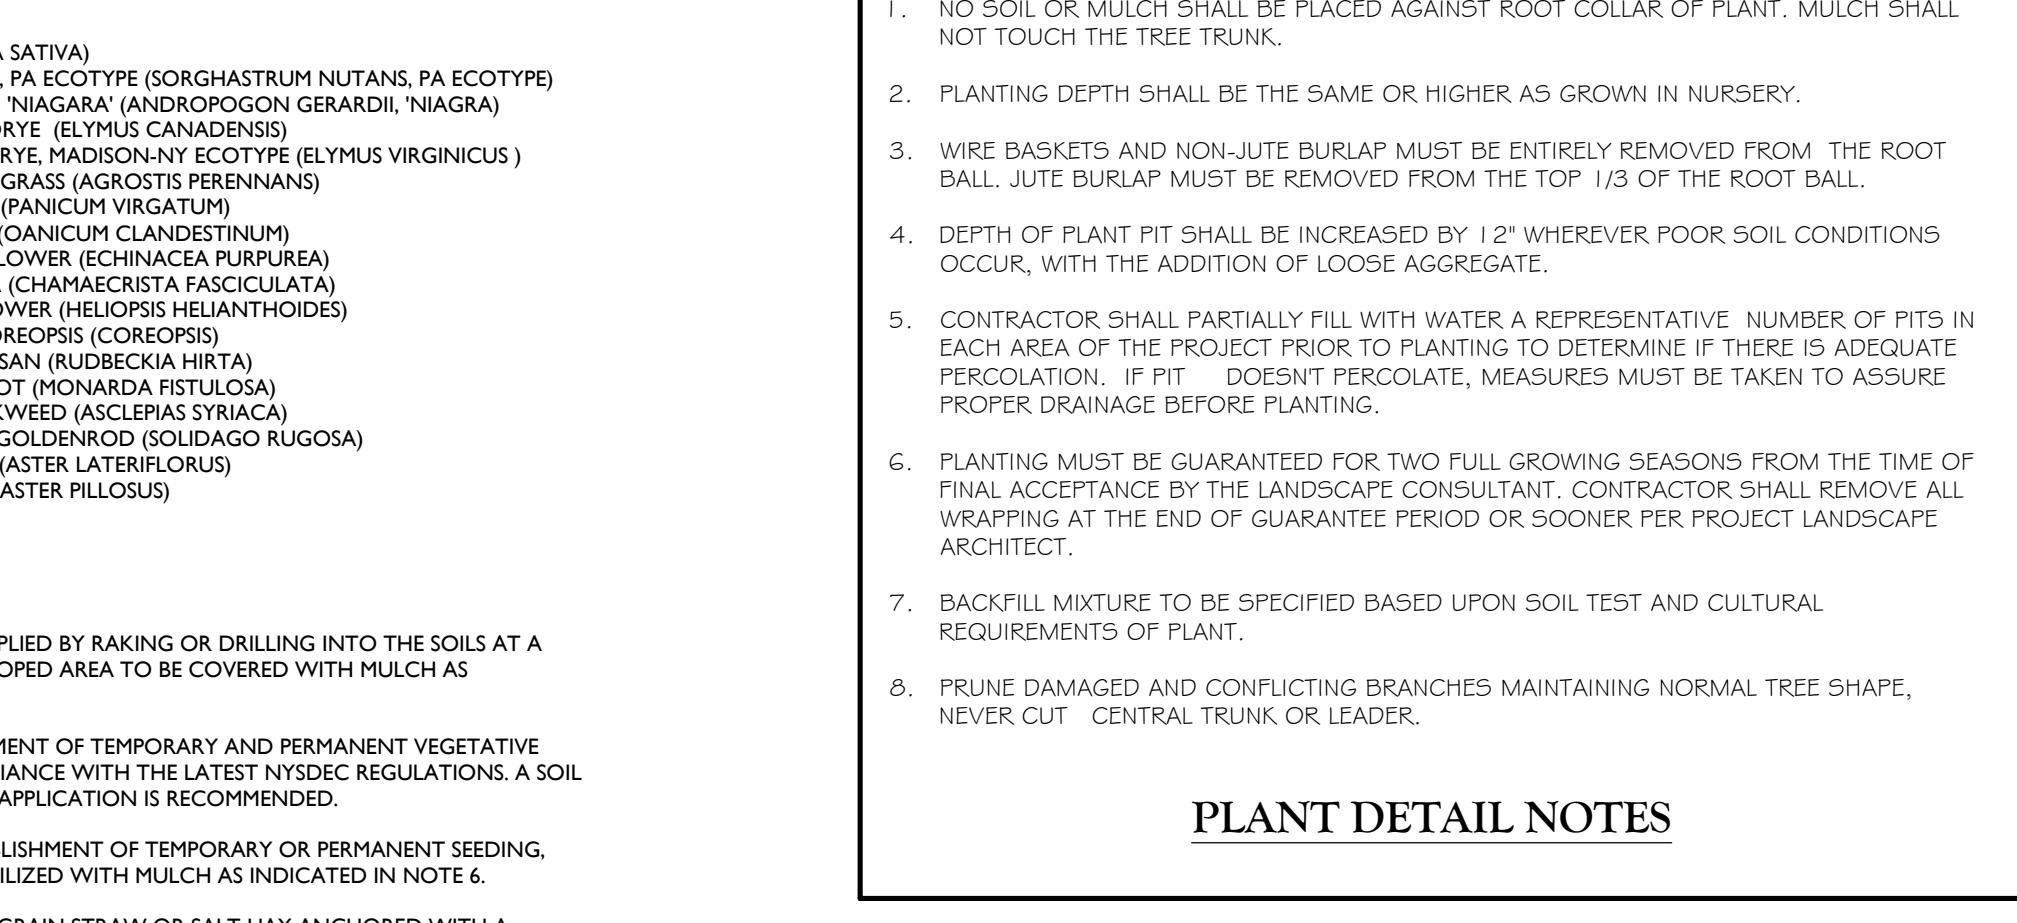 A SATIVA)
, PA ECOTYPE (SORGHASTRUM NUTANS, PA ECOTYPE)
'NIAGARA' (ANDROPOGON GERARDII, 'NIAGRA)
RYE (ELYMUS CANADENSIS)
RYE, MADISON-NY ECOTYPE (ELYMUS VIRGINICUS )
GRASS (AGROSTIS PERENNANS)
(PANICUM VIRGATUM)
(OANICUM CLANDESTINUM)
LOWER (ECHINACEA PURPUREA)
(CHAMAECRISTA FASCICULATA)
OWER (HELIOPSIS HELIANTHOIDES)
OREOPSIS (COREOPSIS)
SAN (RUDBECKIA HIRTA)
OT (MONARDA FISTULOSA)
KWEED (ASCLEPIAS SYRIACA)
GOLDENROD (SOLIDAGO RUGOSA)
(ASTER LATERIFLORUS)
ASTER PILLOSUS)
PLIED BY RAKING OR DRILLING INTO THE SOILS AT A
OPED AREA TO BE COVERED WITH MULCH AS
MENT OF TEMPORARY AND PERMANENT VEGETATIVE
IANCE WITH THE LATEST NYSDEC REGULATIONS. A SOIL
APPLICATION IS RECOMMENDED.
LISHMENT OF TEMPORARY OR PERMANENT SEEDING,
ILIZED WITH MULCH AS INDICATED IN NOTE 6.
GRAIN STRAW OR SALT HAY ANCHORED WITH A
1. NO SOIL OR MULCH SHALL BE PLACED AGAINST ROOT COLLAR OF PLANT. MULCH SHALL
NOT TOUCH THE TREE TRUNK.
2. PLANTING DEPTH SHALL BE THE SAME OR HIGHER AS GROWN IN NURSERY.
3. WIRE BASKETS AND NON-JUTE BURLAP MUST BE ENTIRELY REMOVED FROM THE ROOT
BALL. JUTE BURLAP MUST BE REMOVED FROM THE TOP 1/3 OF THE ROOT BALL.
4. DEPTH OF PLANT PIT SHALL BE INCREASED BY 12" WHEREVER POOR SOIL CONDITIONS
OCCUR, WITH THE ADDITION OF LOOSE AGGREGATE.
5. CONTRACTOR SHALL PARTIALLY FILL WITH WATER A REPRESENTATIVE NUMBER OF PITS IN
EACH AREA OF THE PROJECT PRIOR TO PLANTING TO DETERMINE IF THERE IS ADEQUATE
PERCOLATION. IF PIT DOESN'T PERCOLATE, MEASURES MUST BE TAKEN TO ASSURE
PROPER DRAINAGE BEFORE PLANTING.
6. PLANTING MUST BE GUARANTEED FOR TWO FULL GROWING SEASONS FROM THE TIME OF
FINAL ACCEPTANCE BY THE LANDSCAPE CONSULTANT. CONTRACTOR SHALL REMOVE ALL
WRAPPING AT THE END OF GUARANTEE PERIOD OR SOONER PER PROJECT LANDSCAPE
ARCHITECT.
7. BACKFILL MIXTURE TO BE SPECIFIED BASED UPON SOIL TEST AND CULTURAL
REQUIREMENTS OF PLANT.
8. PRUNE DAMAGED AND CONFLICTING BRANCHES MAINTAINING NORMAL TREE SHAPE,
NEVER CUT CENTRAL TRUNK OR LEADER.
PLANT DETAIL NOTES